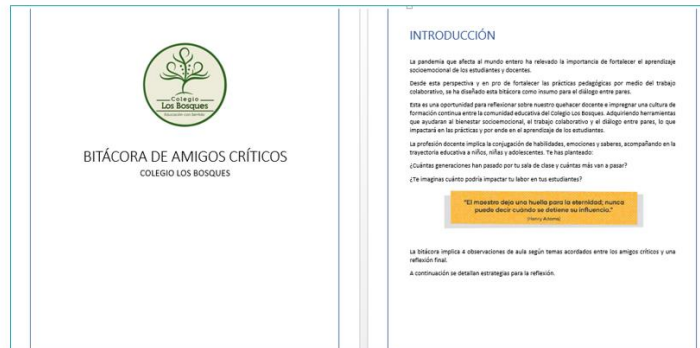 Colegio
Los Bosques
Educación con Sentido
BITÁCORA DE AMIGOS CRÍTICOS
COLEGIO LOS BOSQUES
INTRODUCCIÓN
La pandemia que afecta al mundo entero ha relevado la importancia de fortalecer el aprendizaje
socioemocional de los estudiantes y docentes.
Desde esta perspectiva y en pro de fortalecer las prácticas pedagógicas por medio del trabajo
colaborativo, se ha diseñado esta bitácora como insumo para el diálogo entre pares.
Esta es una oportunidad para reflexionar sobre nuestro quehacer docente e impregnar una cultura de
formación continua entre la comunidad educativa del Colegio Los Bosques. Adquiriendo herramientas
que ayudaran al bienestar socioemocional, el trabajo colaborativo y el diálogo entre pares, lo que
impactará en las prácticas y por ende en el aprendizaje de los estudiantes.
La profesión docente implica la conjugación de habilidades, emociones y saberes, acompañando en la
trayectoria educativa a niños, niñas y adolescentes. Te has planteado:
¿Cuántas generaciones han pasado por tu sala de clase y cuántas más van a pasar?
¿Te imaginas cuánto podría impactar tu labor en tus estudiantes?
"El maestro deja una huella para la eternidad; nunca
puede decir cuándo se detiene su influencia."
(Henry Adams)
La bitácora implica 4 observaciones de aula según temas acordados entre los amigos críticos y una
reflexión final.
A continuación se detallan estrategias para la reflexión.